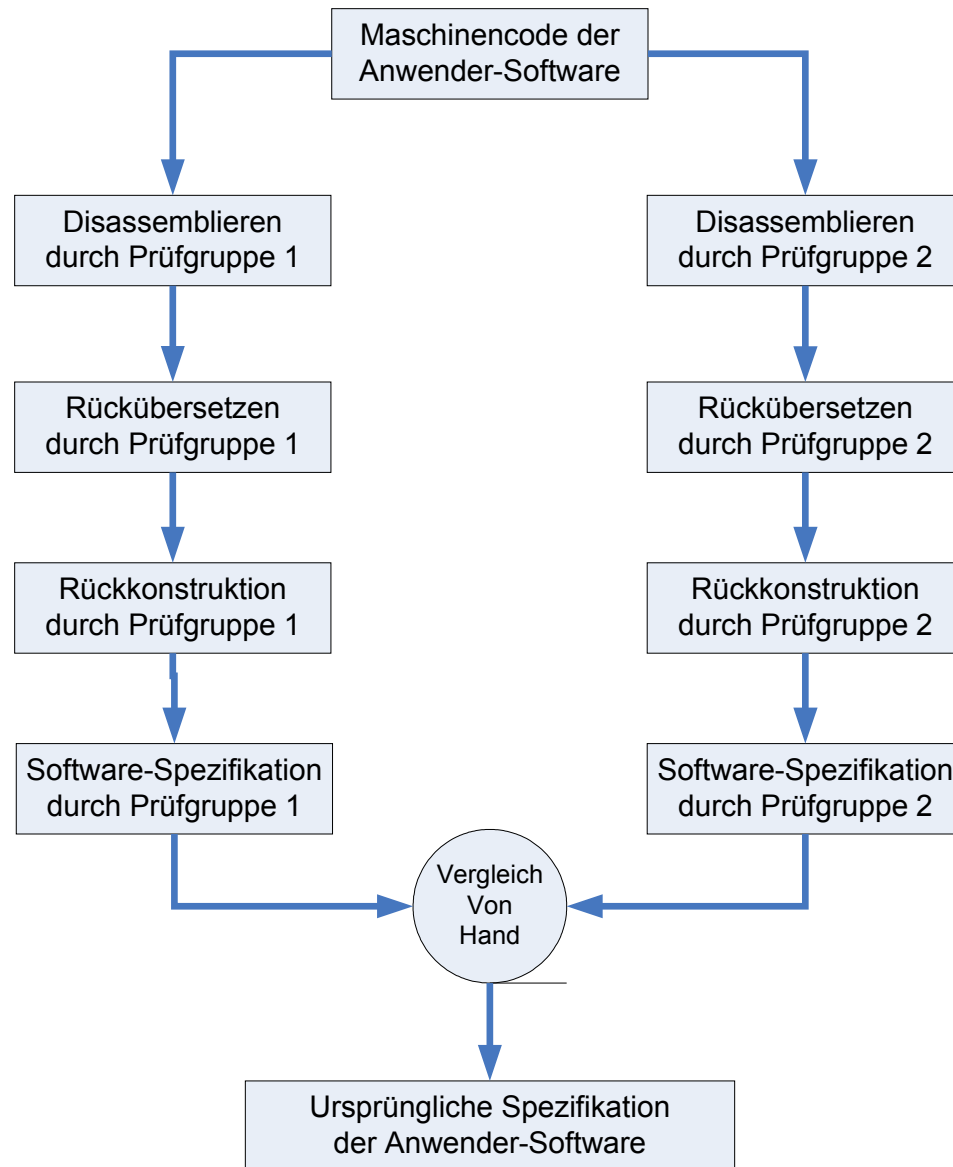 Maschinencode der
Anwender-Software
Disassemblieren
durch Prüfgruppe 1
Disassemblieren
durch Prüfgruppe 2
Rückübersetzen
durch Prüfgruppe 1
Rückübersetzen
durch Prüfgruppe 2
Rückkonstruktion
durch Prüfgruppe 1
Rückkonstruktion
durch Prüfgruppe 2
Software-Spezifikation
durch Prüfgruppe 1
Software-Spezifikation
durch Prüfgruppe 2
Vergleich
Von
Hand
Ursprüngliche Spezifikation
der Anwender-Software